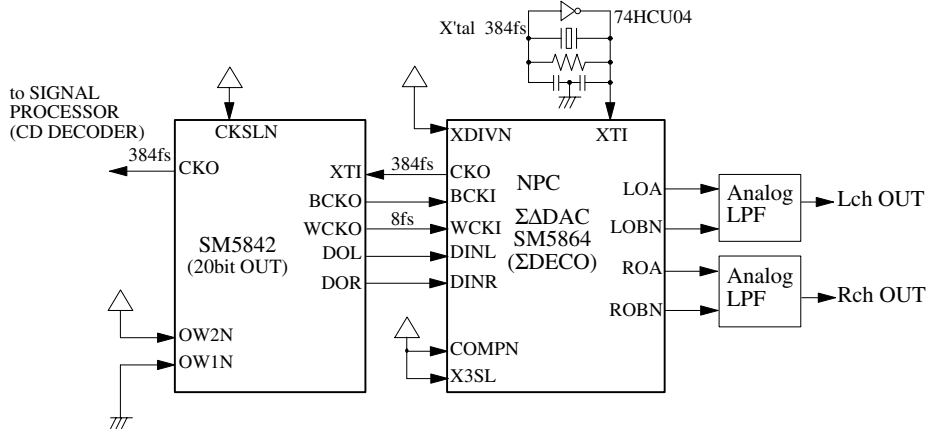 X'tal 384fs
74HCU04
to SIGNAL
PROCESSOR
(CD DECODER)
384fs
CKSLN
CKO
XTI
BCKO
WCKO
DOL
DOR
SM5842
(20bit OUT)
OW2N
OW1N
384fs
8fs
XDIVN
XTI
CKO
BCKI
WCKI
DINL
DINR
NPC
ΣΔDAC
SM5864
(ΣDECO)
COMPN
X3SL
LOA
LOBN
ROA
ROBN
Analog
LPF
Lch OUT
Analog
LPF
Rch OUT